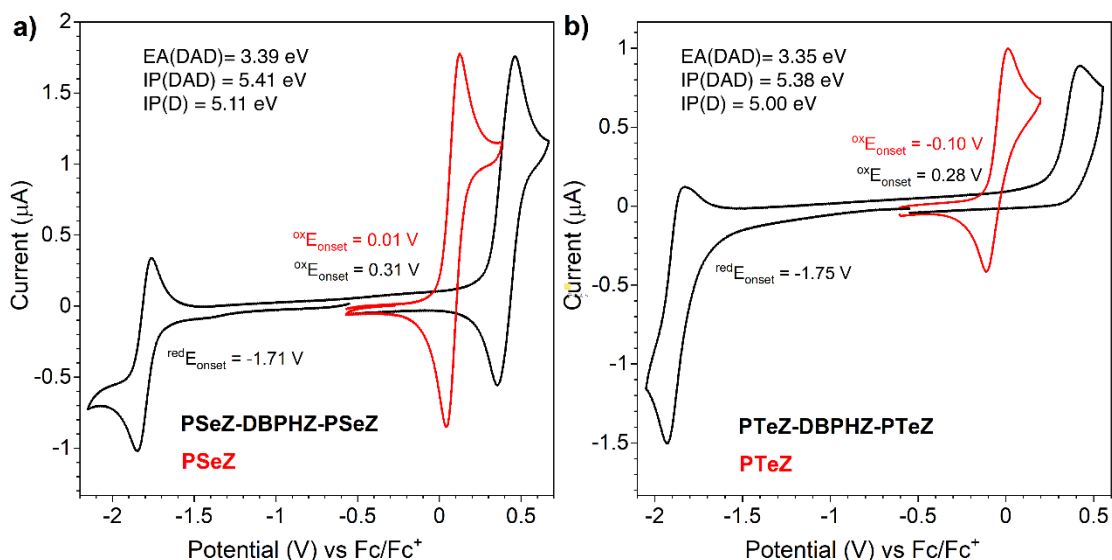 a)
EA(DAD)= 3.39 eV
IP(DAD) = 5.41 eV
IP(D) = 5.11 eV
oxEonset = 0.01 V
oxEonset = 0.31 V
redEonset = -1.71 V
PSeZ-DBPHZ-PSeZ
PSeZ
Current (μA)
2
1.5
1
0.5
0
-0.5
-1
-2
-1.5
-1
-0.5
0
0.5
Potential (V) vs Fc/Fc+
b)
EA(DAD) = 3.35 eV
IP(DAD) = 5.38 eV
IP(D) = 5.00 eV
oxEonset = -0.10 V
oxEonset = 0.28 V
redEonset = -1.75 V
PTeZ-DBPHZ-PTeZ
PTeZ
Current (μA)
1
0.5
0
-0.5
-1
-1.5
-2
-1.5
-1
-0.5
0
0.5
Potential (V) vs Fc/Fc+